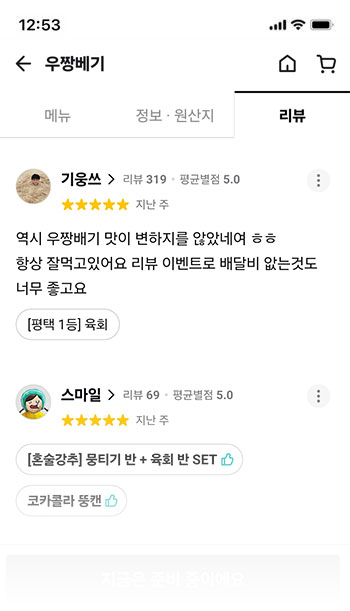 12:53
우짱베기
메뉴
정보 · 원산지
리뷰
기웅쓰
리뷰 319 · 평균별점 5.0
지난 주
역시 우짱배기 맛이 변하지를 않았네여 ㅎㅎ
항상 잘먹고있어요 리뷰 이벤트로 배달비 없는것도
너무 좋고요
[평택 1등] 육회
스마일
리뷰 69 · 평균별점 5.0
지난 주
[혼술강추] 뭉티기 반 + 육회 반 SET
코카콜라 뚱캔
지금은 준비 중이에요